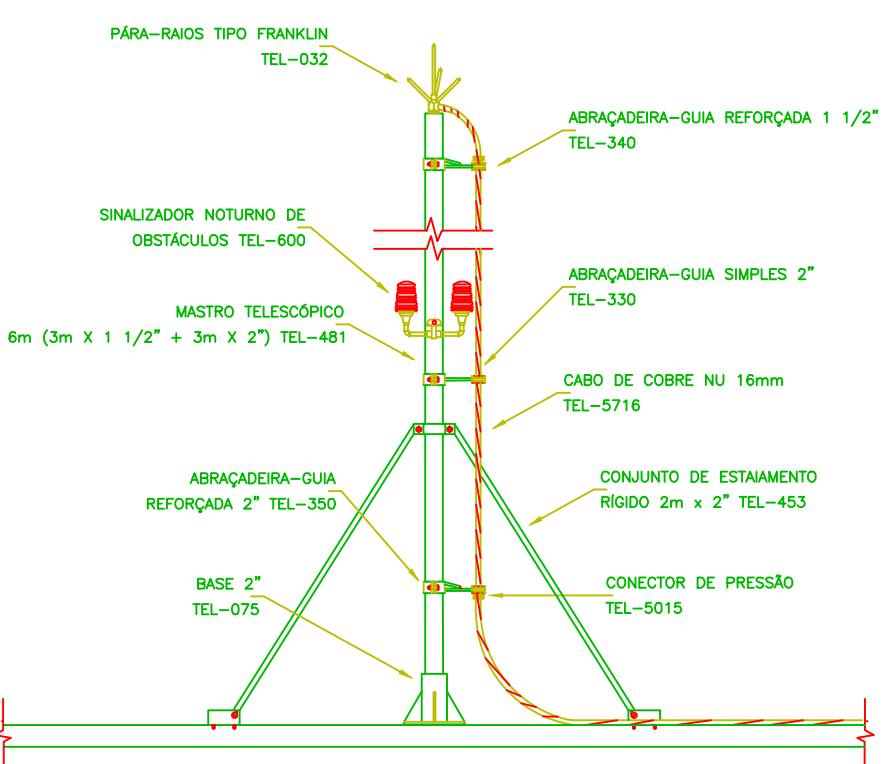 PÁRA-RAIOS TIPO FRANKLIN
TEL-032
ABRAÇADEIRA-GUIA REFORÇADA 1 1/2”
TEL-340
SINALIZADOR NOTURNO DE
OBSTÁCULOS TEL-600
ABRAÇADEIRA-GUIA SIMPLES 2”
TEL-330
MASTRO TELESCÓPICO
6m (3m X 1 1/2” + 3m X 2”) TEL-481
CABO DE COBRE NU 16mm
TEL-5716
ABRAÇADEIRA-GUIA
REFORÇADA 2” TEL-350
CONJUNTO DE ESTAIAMENTO
RÍGIDO 2m x 2” TEL-453
BASE 2”
TEL-075
CONECTOR DE PRESSÃO
TEL-5015